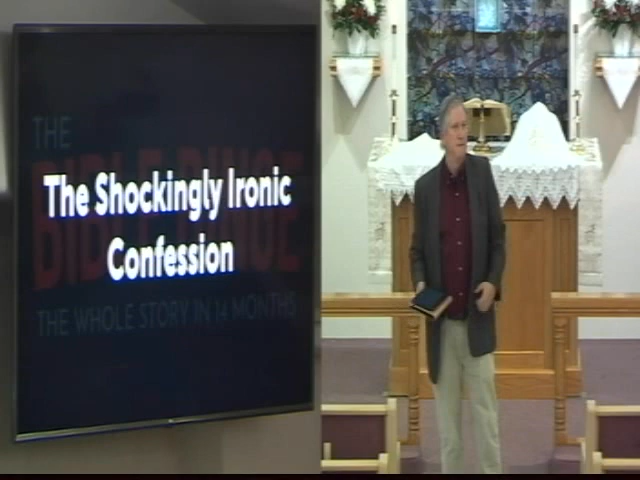 THE
BIBLE BINGE
The Shockingly Ironic
Confession
THE WHOLE STORY IN 14 MONTHS